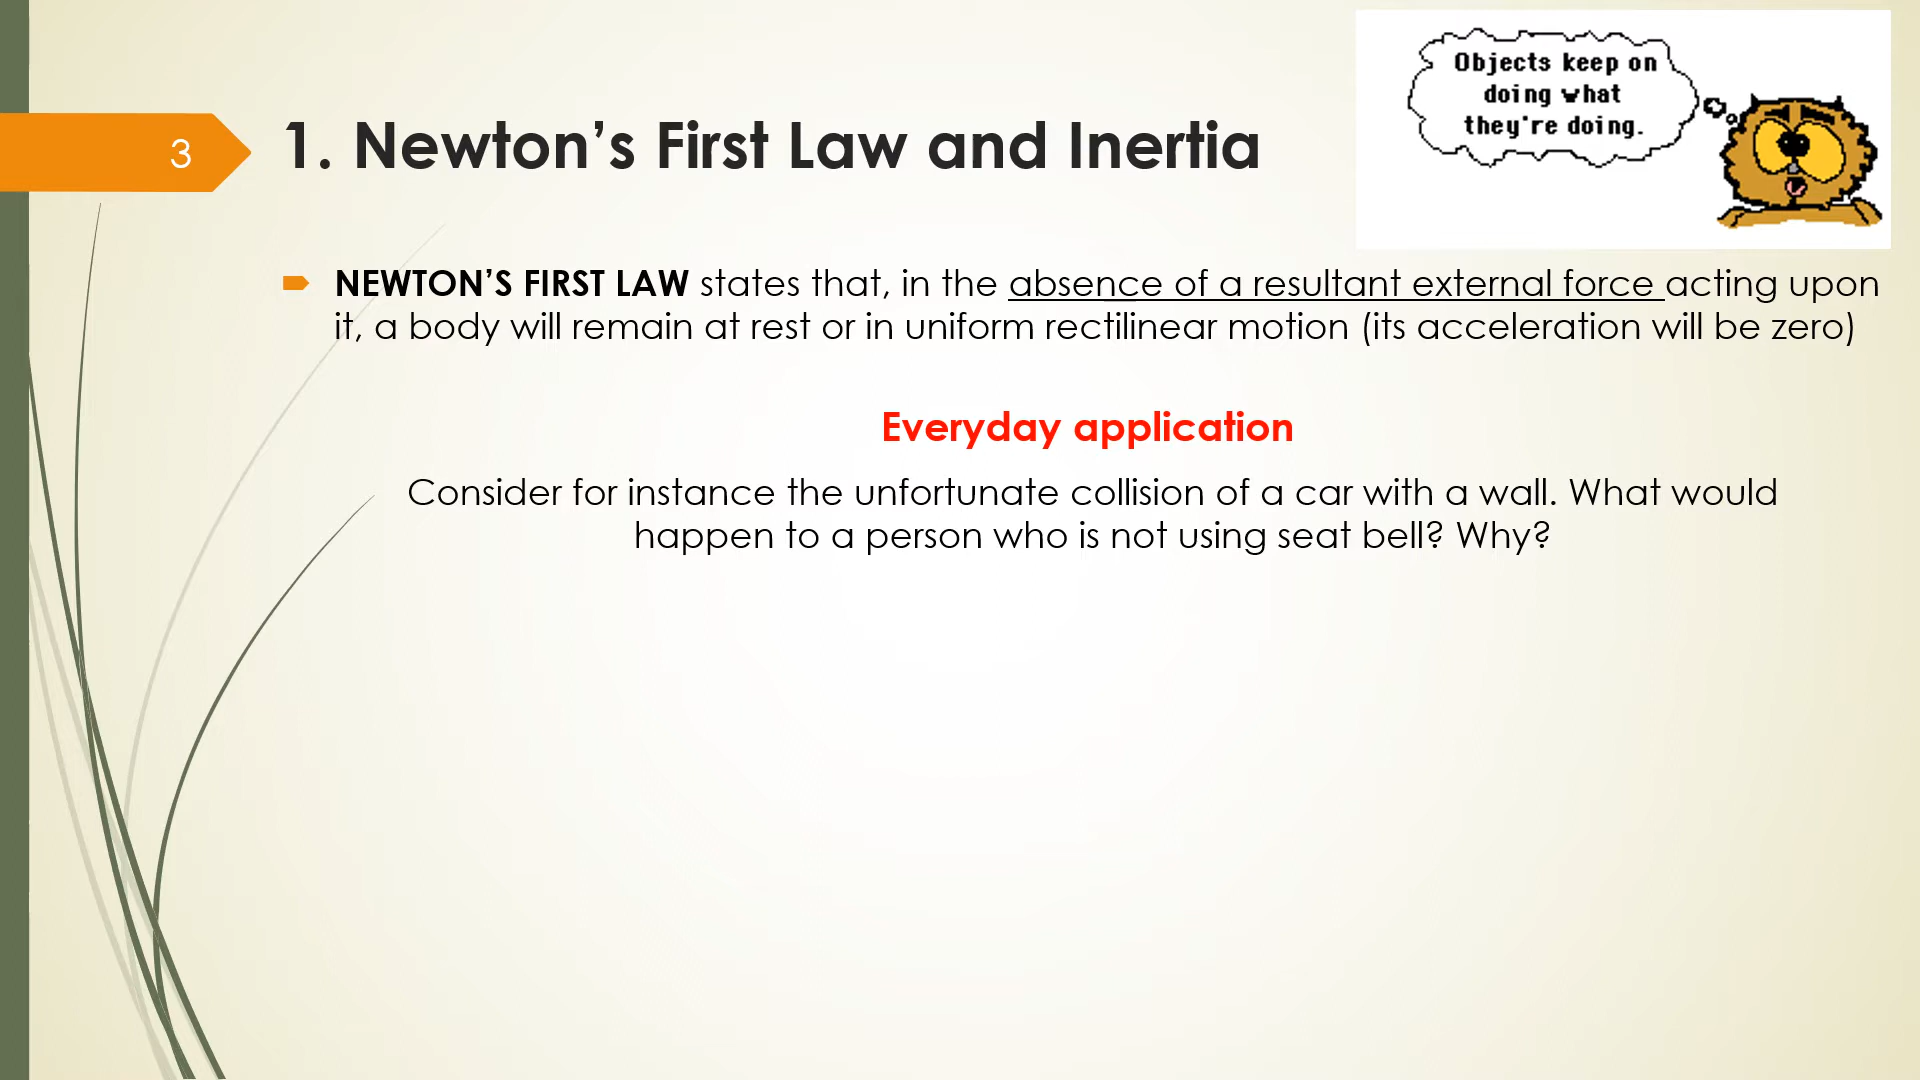 Objects keep on
doing what
they're doing.
3
1. Newton’s First Law and Inertia
NEWTON’S FIRST LAW states that, in the absence of a resultant external force acting upon
it, a body will remain at rest or in uniform rectilinear motion (its acceleration will be zero)
Everyday application
Consider for instance the unfortunate collision of a car with a wall. What would
happen to a person who is not using seat bell? Why?